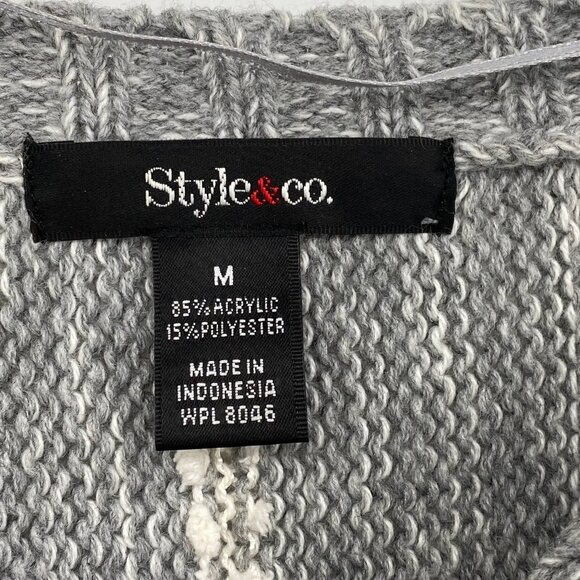 Style&co.
M
85%ACRYLIC
15%POLYESTER
MADE IN
INDONESIA
WPL 8046